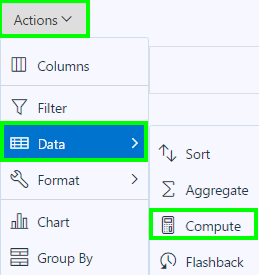 Actions
Columns
Filter
Data
Format
Chart
Group By
Sort
Aggregate
Compute
Flashback